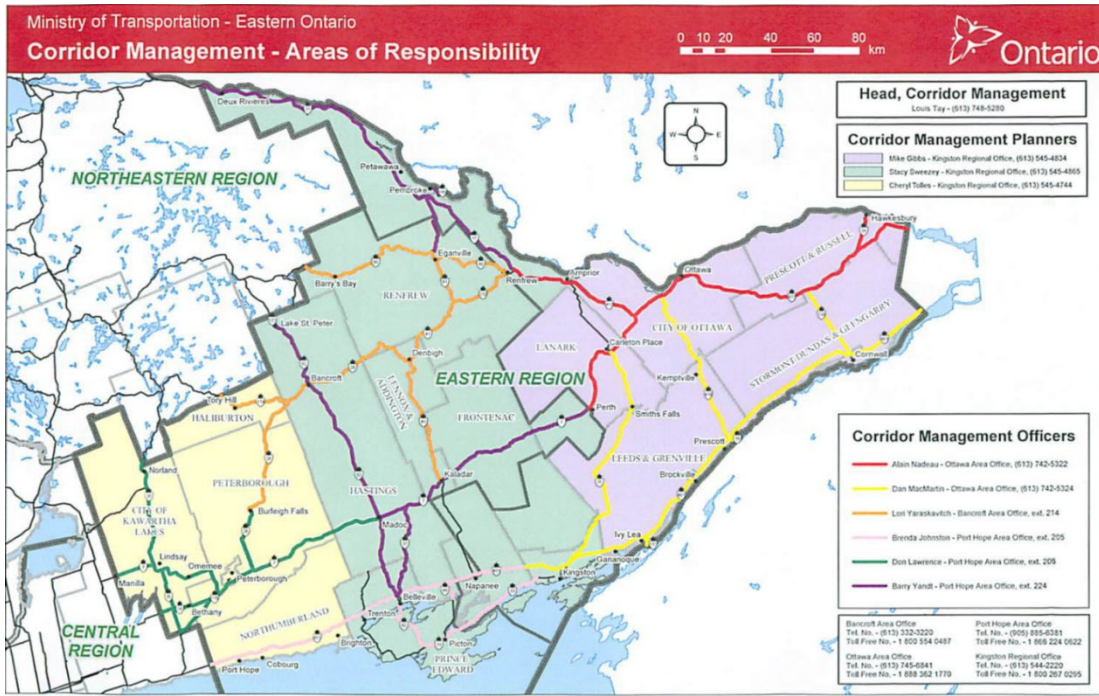 Ministry of Transportation - Eastern Ontario
Corridor Management - Areas of Responsibility
0 10 20 40 60 80
km
Ontario
N
W E
S
Head, Corridor Management
Louis Tay - (613) 748-5280
Corridor Management Planners
Mike Gibbs - Kingston Regional Office, (613) 545-4834
Stacy Sweezey - Kingston Regional Office, (613) 545-4865
Cheryl Tolles - Kingston Regional Office, (613) 545-4744
NORTHEASTERN REGION
Deux Rivières
Petawawa
Pembroke
Eganville
Barry's Bay
RENFREW
Renfrew
Arnprior
Ottawa
Hawkesbury
PRESCOTT & RUSSELL
CITY OF OTTAWA
STORMONT DUNDAS & GLENGARRY
Lake St. Peter
Denbigh
LANARK
Carleton Place
Kemptville
Cornwall
Bancroft
LENNOX & ADDINGTON
EASTERN REGION
FRONTENAC
Perth
Smiths Falls
Prescott
Tory Hill
HALIBURTON
Norland
PETERBOROUGH
HASTINGS
Kaladar
LEEDS & GRENVILLE
Brockville
CITY OF KAWARTHA LAKES
Burleigh Falls
Madoc
Ivy Lea
Gananoque
Lindsay
Omemee
Manilla
Peterborough
Bethany
Kingston
Napanee
Belleville
Trenton
NORTHUMBERLAND
Brighton
Picton
PRINCE EDWARD
CENTRAL REGION
Port Hope
Cobourg
Corridor Management Officers
Alain Nadeau - Ottawa Area Office, (613) 742-5322
Dan MacMartin - Ottawa Area Office, (613) 742-5324
Lori Yaraskavitch - Bancroft Area Office, ext. 214
Brenda Johnston - Port Hope Area Office, ext. 205
Don Lawrence - Port Hope Area Office, ext. 206
Barry Yandt - Port Hope Area Office, ext. 224
Bancroft Area Office
Tel. No. - (613) 332-3220
Toll Free No. - 1 800 554 0487
Port Hope Area Office
Tel. No. - (905) 885-6381
Toll Free No. - 1 866 224 0622
Ottawa Area Office
Tel. No. - (613) 745-6841
Toll Free No. - 1 888 362 1770
Kingston Regional Office
Tel. No. - (613) 544-2220
Toll Free No. - 1 800 267 0295